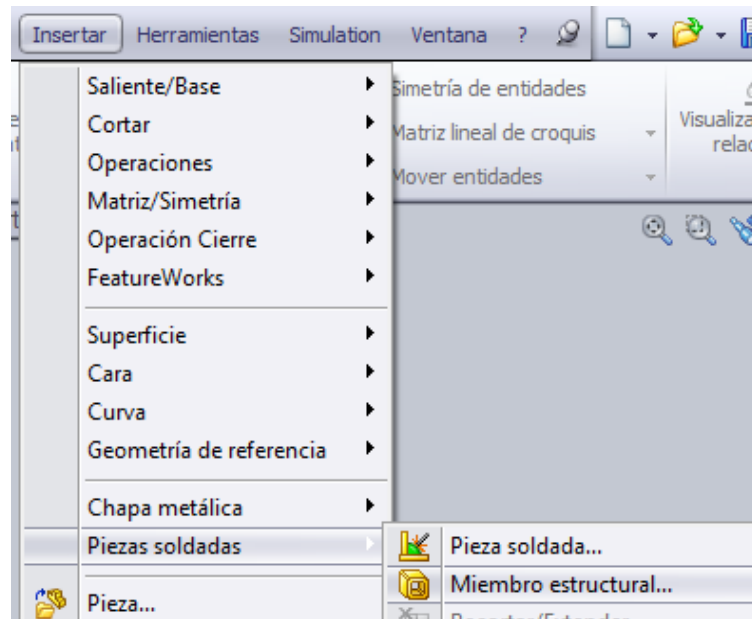 Insertar Herramientas Simulation Ventana ?
Saliente/Base
Simetría de entidades
Cortar
Matriz lineal de croquis
Operaciones
Mover entidades
Matriz/Simetría
Operación Cierre
FeatureWorks
Superficie
Cara
Curva
Geometría de referencia
Chapa metálica
Piezas soldadas
Pieza soldada...
Miembro estructural...
Pieza...